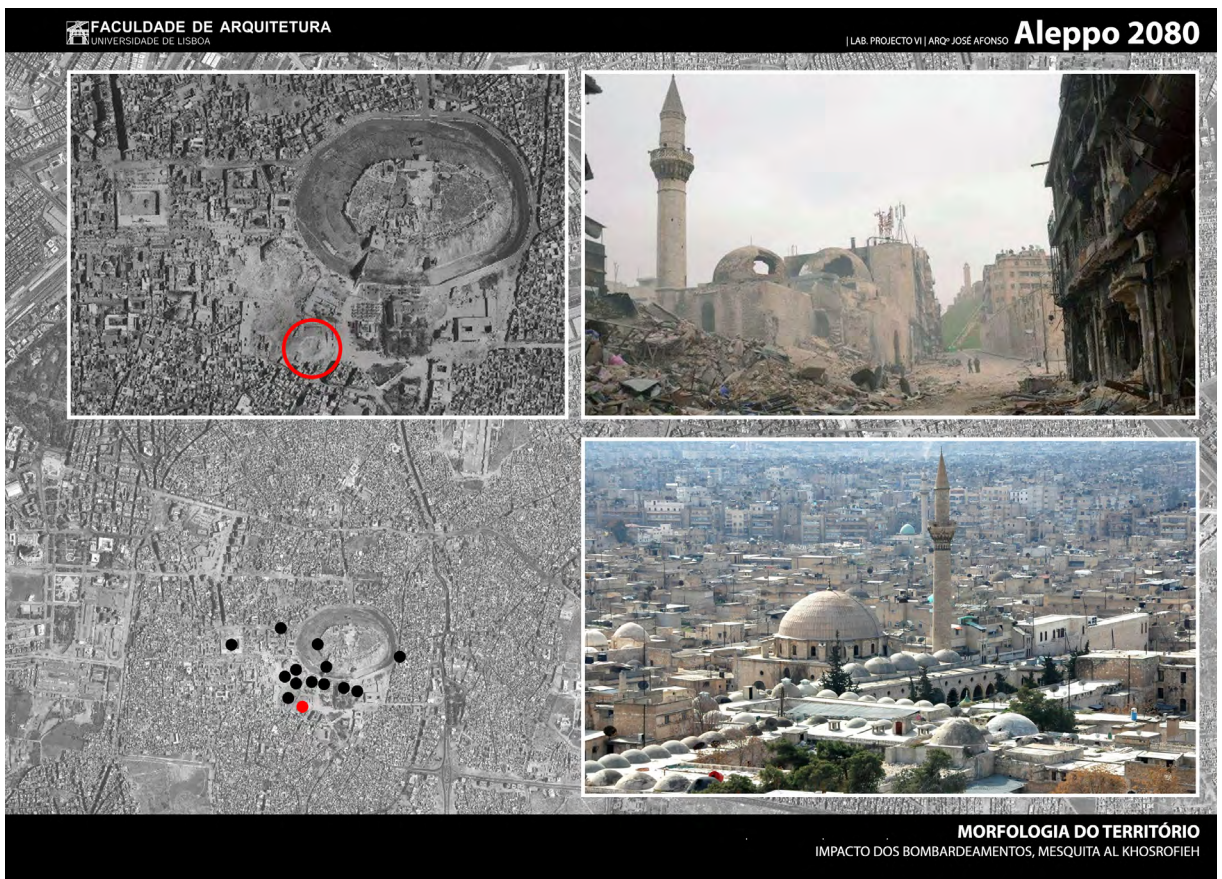 FACULDADE DE ARQUITETURA
UNIVERSIDADE DE LISBOA
| LAB. PROJECTO VI | ARQº JOSÉ AFONSO Aleppo 2080
MORFOLOGIA DO TERRITÓRIO
IMPACTO DOS BOMBARDEAMENTOS, MESQUITA AL KHOSROFIEH